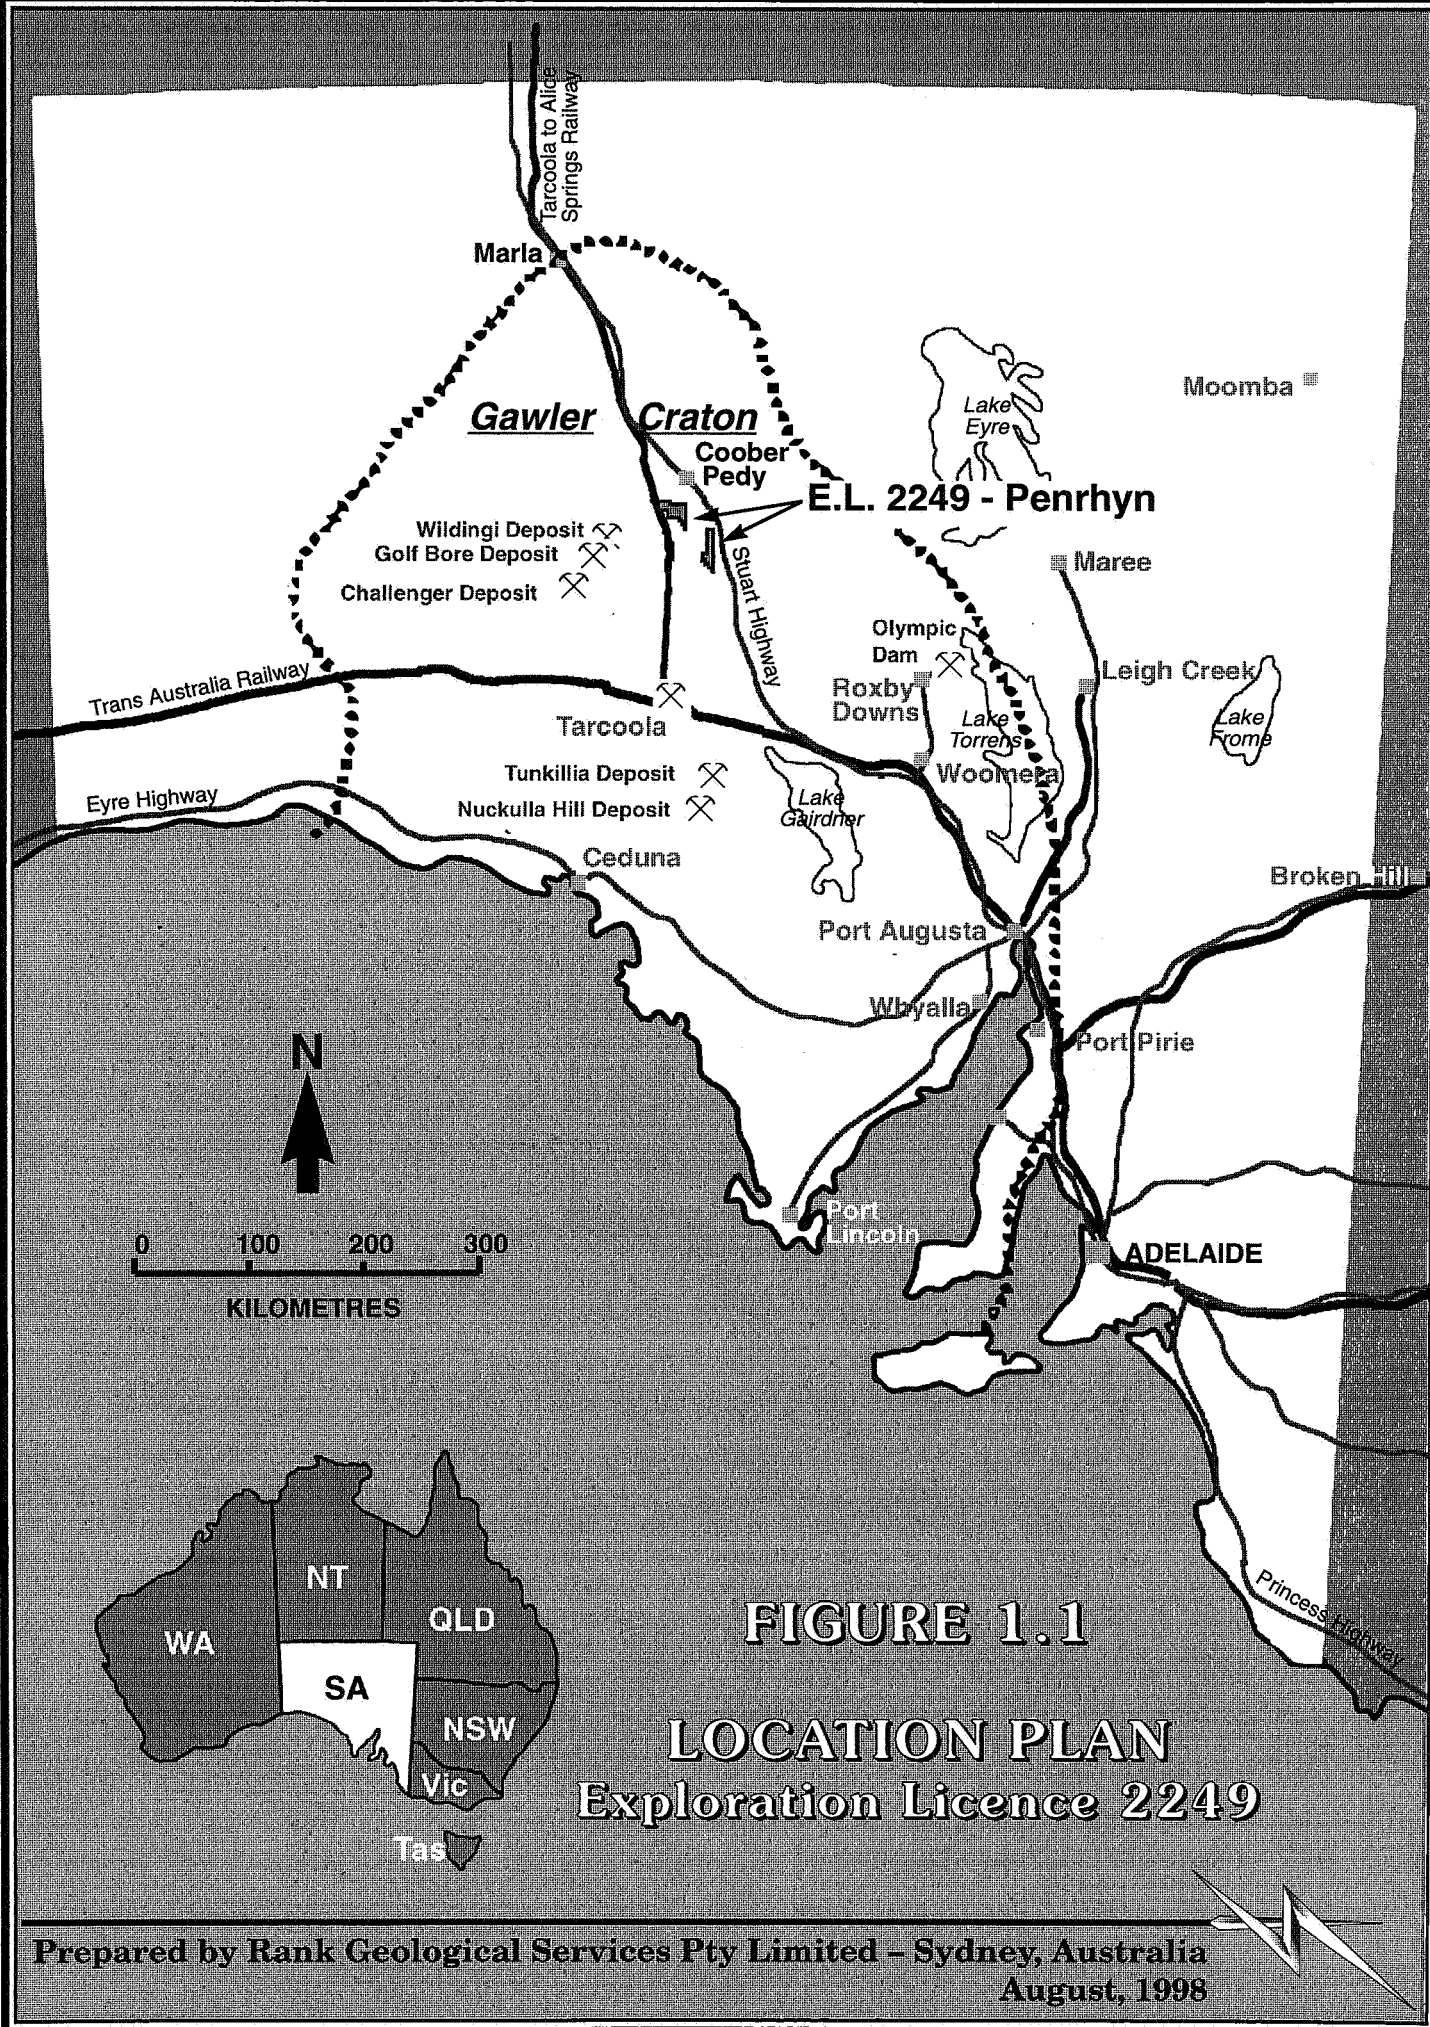 Tarcoola to Alice
Springs Railway
Marla
Moomba
Lake
Eyre
Gawler Craton
Coober
Pedy
E.L. 2249 - Penrhyn
Wildingi Deposit
Golf Bore Deposit
Challenger Deposit
Stuart Highway
Maree
Olympic
Dam
Roxby
Downs
Leigh Creek
Trans Australia Railway
Tarcoola
Lake
Torrens
Lake
Frome
Woomera
Tunkillia Deposit
Nuckulla Hill Deposit
Lake
Gairdner
Eyre Highway
Ceduna
Broken Hill
Port Augusta
Whyalla
Port Pirie
N
Port
Lincoln
0 100 200 300
KILOMETRES
ADELAIDE
Princess Highway
NT
WA
QLD
SA
NSW
Vic
Tas
FIGURE 1.1
LOCATION PLAN
Exploration Licence 2249
Prepared by Rank Geological Services Pty Limited – Sydney, Australia
August, 1998